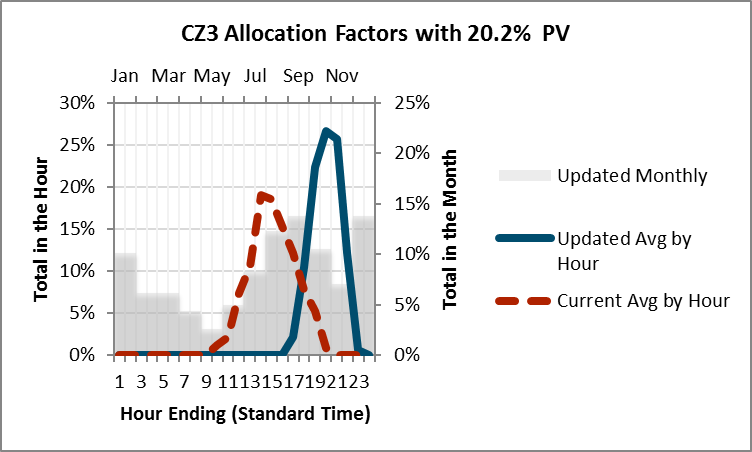 CZ3 Allocation Factors with 20.2% PV
Jan Mar May Jul Sep Nov
30% 25%
25%
20%
20%
15%
15%
10%
10%
5%
5%
0% 0%
Total in the Hour
Total in the Month
1 3 5 7 9 11 13 15 17 19 21 23
Hour Ending (Standard Time)
Updated Monthly
Updated Avg by
Hour
Current Avg by Hour